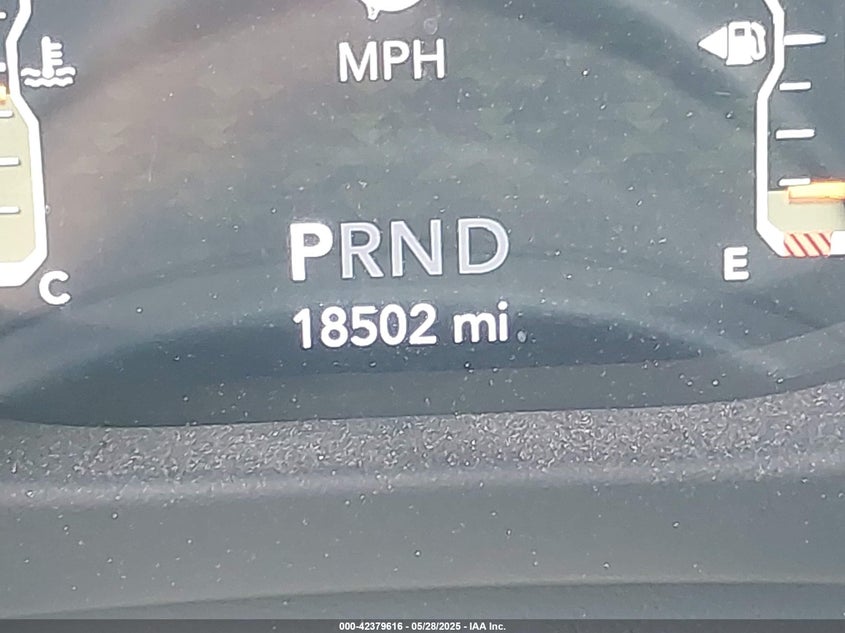 MPH
PRND
18502 mi
C
E
000-42379616 - 05/28/2025 - IAA Inc.